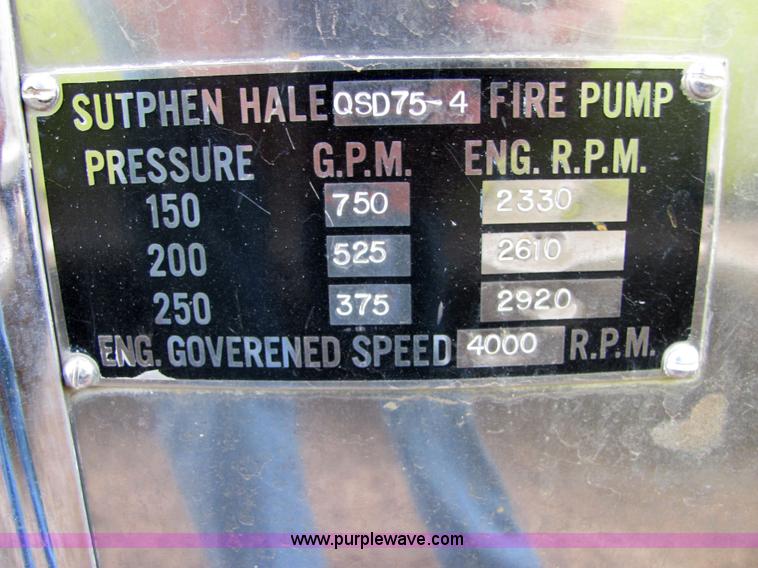 SUTPHEN HALE QSD75-4 FIRE PUMP
PRESSURE G.P.M. ENG. R.P.M.
150 750 2330
200 525 2610
250 375 2920
ENG. GOVERENED SPEED 4000 R.P.M.
www.purplewave.com